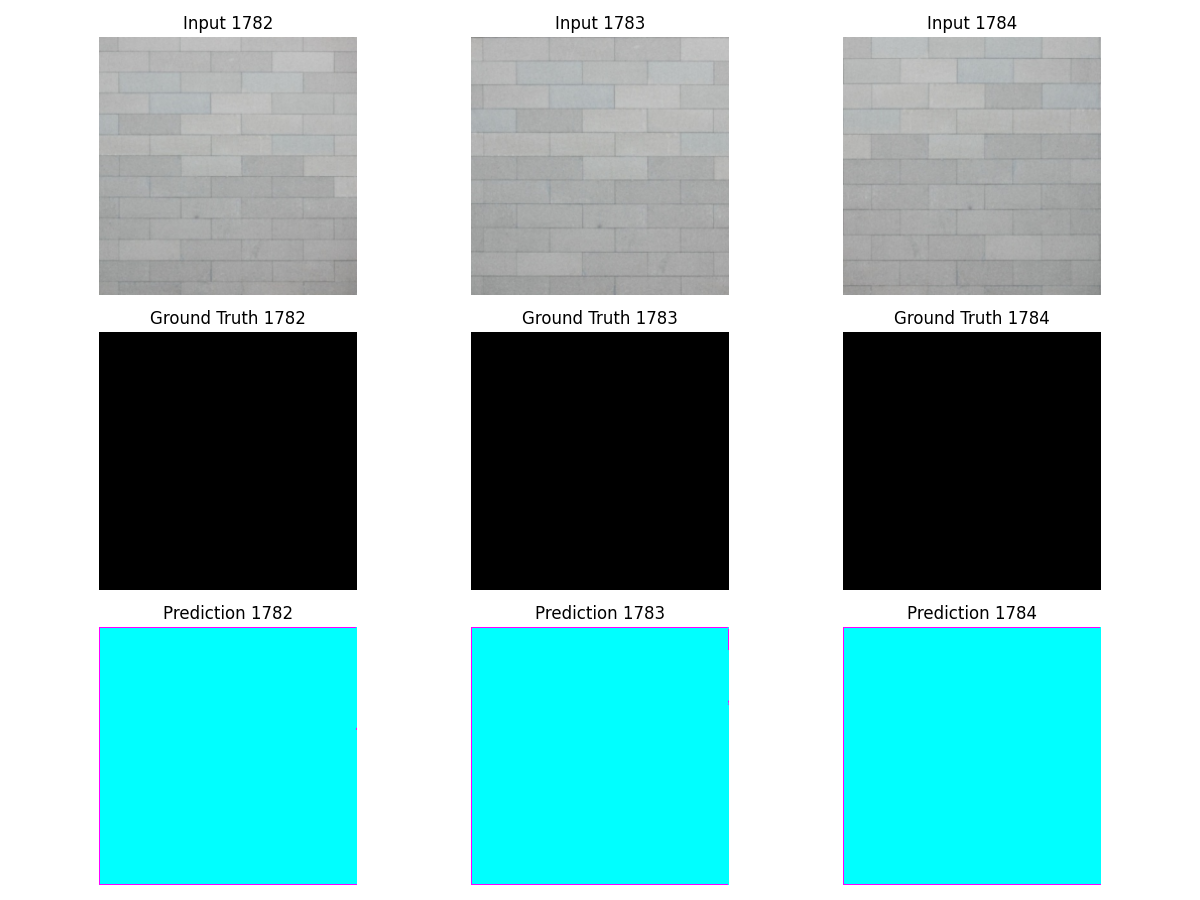 Input 1782
Input 1783
Input 1784
Ground Truth 1782
Ground Truth 1783
Ground Truth 1784
Prediction 1782
Prediction 1783
Prediction 1784